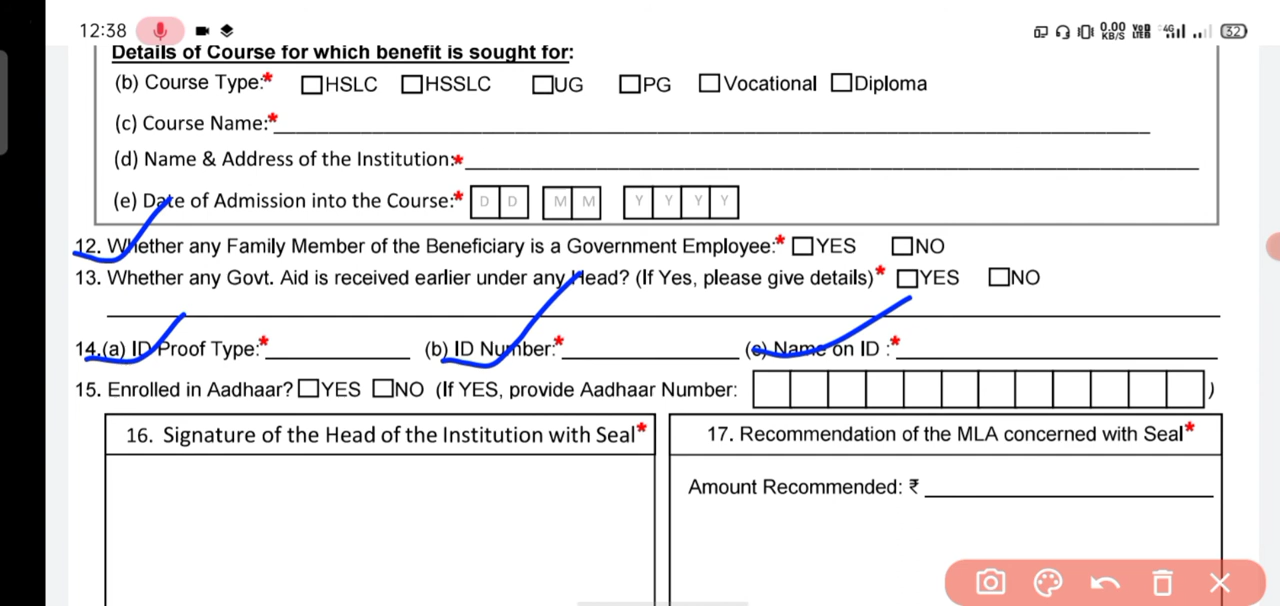 12:38 0.00 KB/S VoD LTE 4G 32
Details of Course for which benefit is sought for:
(b) Course Type:* HSLC HSSLC UG PG Vocational Diploma
(c) Course Name:*
(d) Name & Address of the Institution:*
(e) Date of Admission into the Course:* D D M M Y Y Y Y
12. Whether any Family Member of the Beneficiary is a Government Employee:* YES NO
13. Whether any Govt. Aid is received earlier under any Head? (If Yes, please give details)* YES NO
14.(a) ID Proof Type:* (b) ID Number:* (c) Name on ID :*
15. Enrolled in Aadhaar? YES NO (If YES, provide Aadhaar Number: )
16. Signature of the Head of the Institution with Seal*
17. Recommendation of the MLA concerned with Seal*
Amount Recommended: ₹